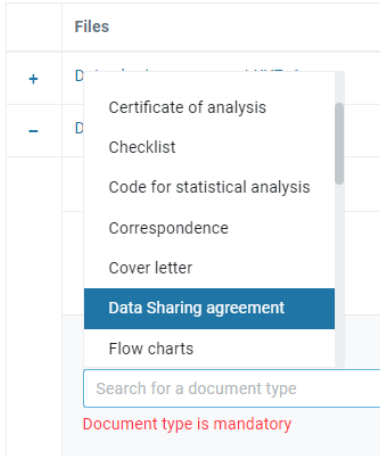 Files
+
−
D
Certificate of analysis
Checklist
Code for statistical analysis
Correspondence
Cover letter
Data Sharing agreement
Flow charts
Search for a document type
Document type is mandatory